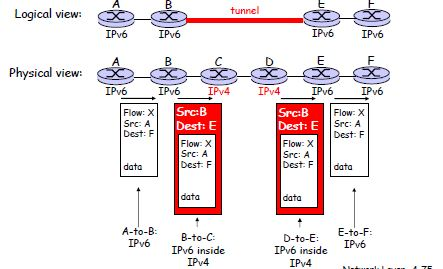 Logical view:
A B tunnel E F
IPv6 IPv6 IPv6 IPv6
Physical view:
A B C D E F
IPv6 IPv6 IPv4 IPv4 IPv6 IPv6
Flow: X
Src: A
Dest: F
data
Src:B
Dest: E
Flow: X
Src: A
Dest: F
data
Src:B
Dest: E
Flow: X
Src: A
Dest: F
data
Flow: X
Src: A
Dest: F
data
A-to-B:
IPv6
B-to-C:
IPv6 inside
IPv4
D-to-E:
IPv6 inside
IPv4
E-to-F:
IPv6